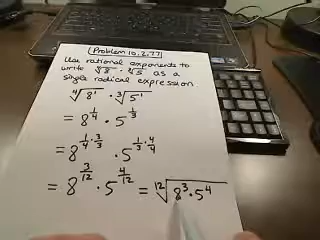 Problem 10.2.77
Use rational exponents to
write ∜8 · ∛5 as a
single radical expression
∜8¹ · ∛5¹
= 8^(1/4) · 5^(1/3)
= 8^(1/4 · 3/3) · 5^(1/3 · 4/4)
= 8^(3/12) · 5^(4/12) = ¹²√(8³ · 5⁴)